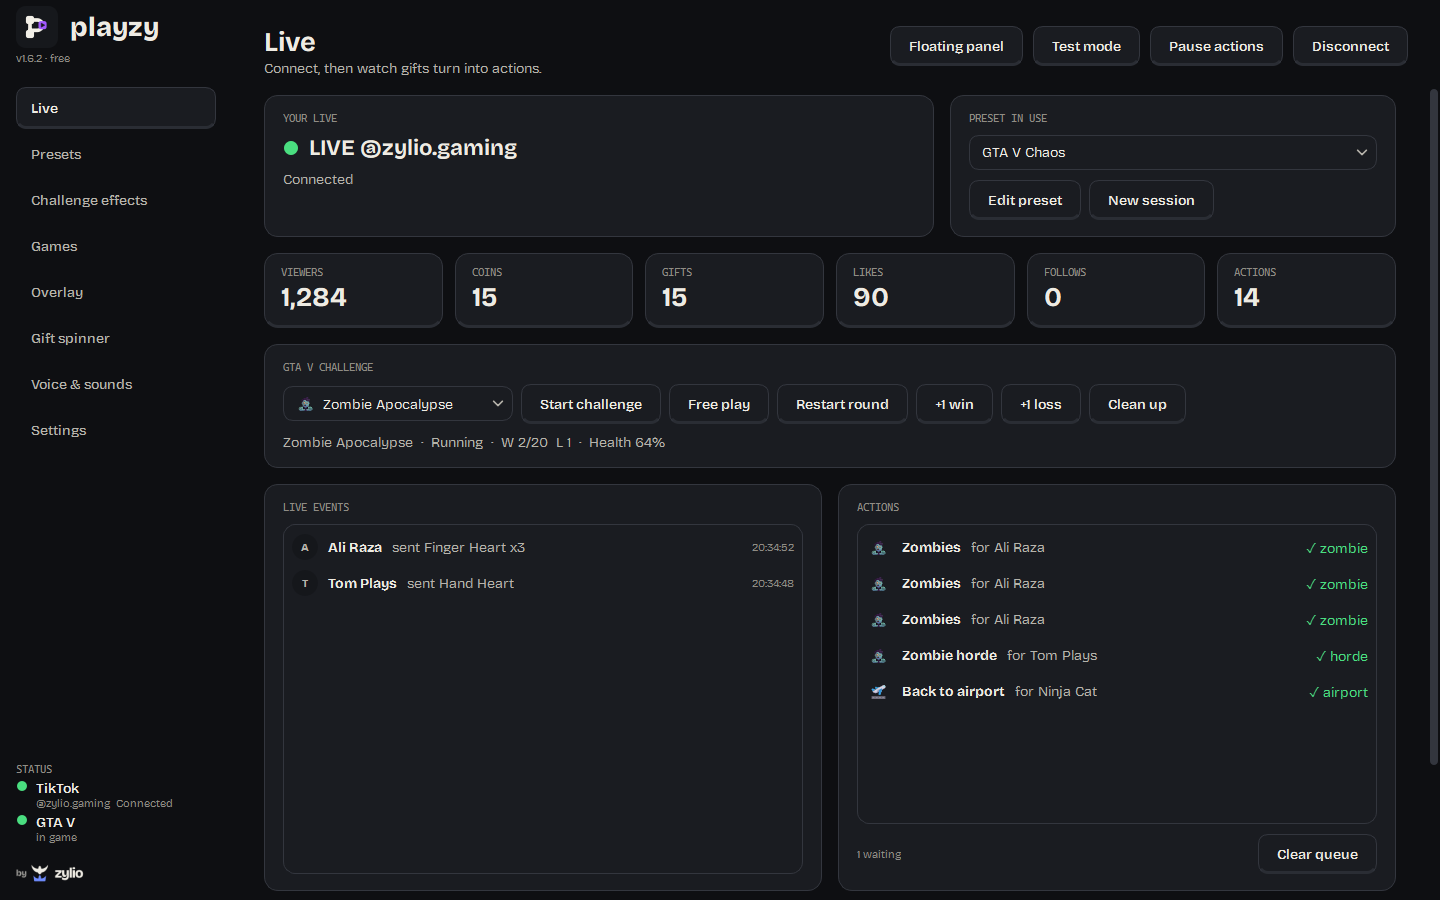 playzy
v1.6.2 · free
Live
Presets
Challenge effects
Games
Overlay
Gift spinner
Voice & sounds
Settings
STATUS
TikTok
@zylio.gaming Connected
GTA V
in game
by zylio
Live
Connect, then watch gifts turn into actions.
Floating panel
Test mode
Pause actions
Disconnect
YOUR LIVE
LIVE @zylio.gaming
Connected
PRESET IN USE
GTA V Chaos
Edit preset
New session
VIEWERS
1,284
COINS
15
GIFTS
15
LIKES
90
FOLLOWS
0
ACTIONS
14
GTA V CHALLENGE
Zombie Apocalypse
Start challenge
Free play
Restart round
+1 win
+1 loss
Clean up
Zombie Apocalypse · Running · W 2/20 L 1 · Health 64%
LIVE EVENTS
A Ali Raza sent Finger Heart x3 20:34:52
T Tom Plays sent Hand Heart 20:34:48
ACTIONS
Zombies for Ali Raza ✓ zombie
Zombies for Ali Raza ✓ zombie
Zombies for Ali Raza ✓ zombie
Zombie horde for Tom Plays ✓ horde
Back to airport for Ninja Cat ✓ airport
1 waiting
Clear queue